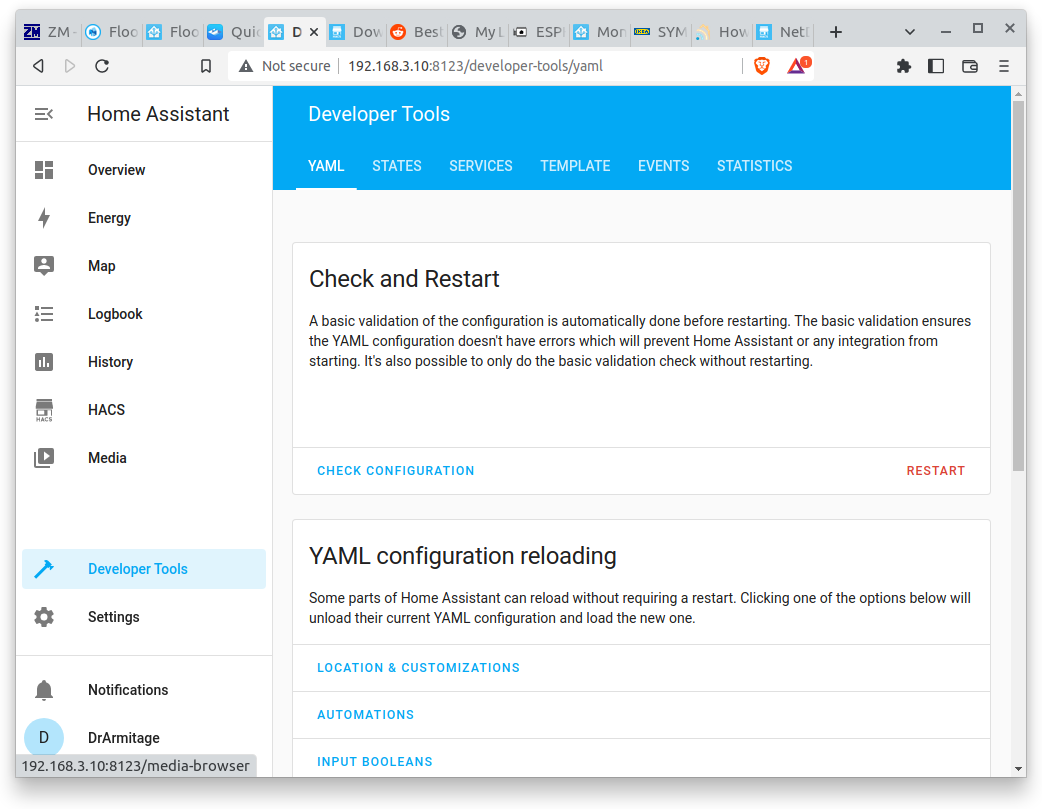 ZM
ZM -
Floo
Floo
Quic
D
Dow
Best
My L
ESP
Mon
IKEA
SYM
How
NetD
Not secure
192.168.3.10:8123/developer-tools/yaml
1
Home Assistant
Overview
Energy
Map
Logbook
History
HACS
HACS
Media
Developer Tools
Settings
Notifications
D
DrArmitage
192.168.3.10:8123/media-browser
Developer Tools
YAML
STATES
SERVICES
TEMPLATE
EVENTS
STATISTICS
Check and Restart
A basic validation of the configuration is automatically done before restarting. The basic validation ensures
the YAML configuration doesn't have errors which will prevent Home Assistant or any integration from
starting. It's also possible to only do the basic validation check without restarting.
CHECK CONFIGURATION
RESTART
YAML configuration reloading
Some parts of Home Assistant can reload without requiring a restart. Clicking one of the options below will
unload their current YAML configuration and load the new one.
LOCATION & CUSTOMIZATIONS
AUTOMATIONS
INPUT BOOLEANS